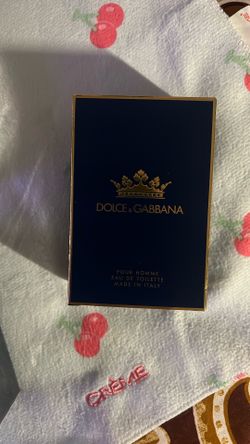 DOLCE & GABBANA
POUR HOMME
EAU DE TOILETTE
MADE IN ITALY
CRÈME